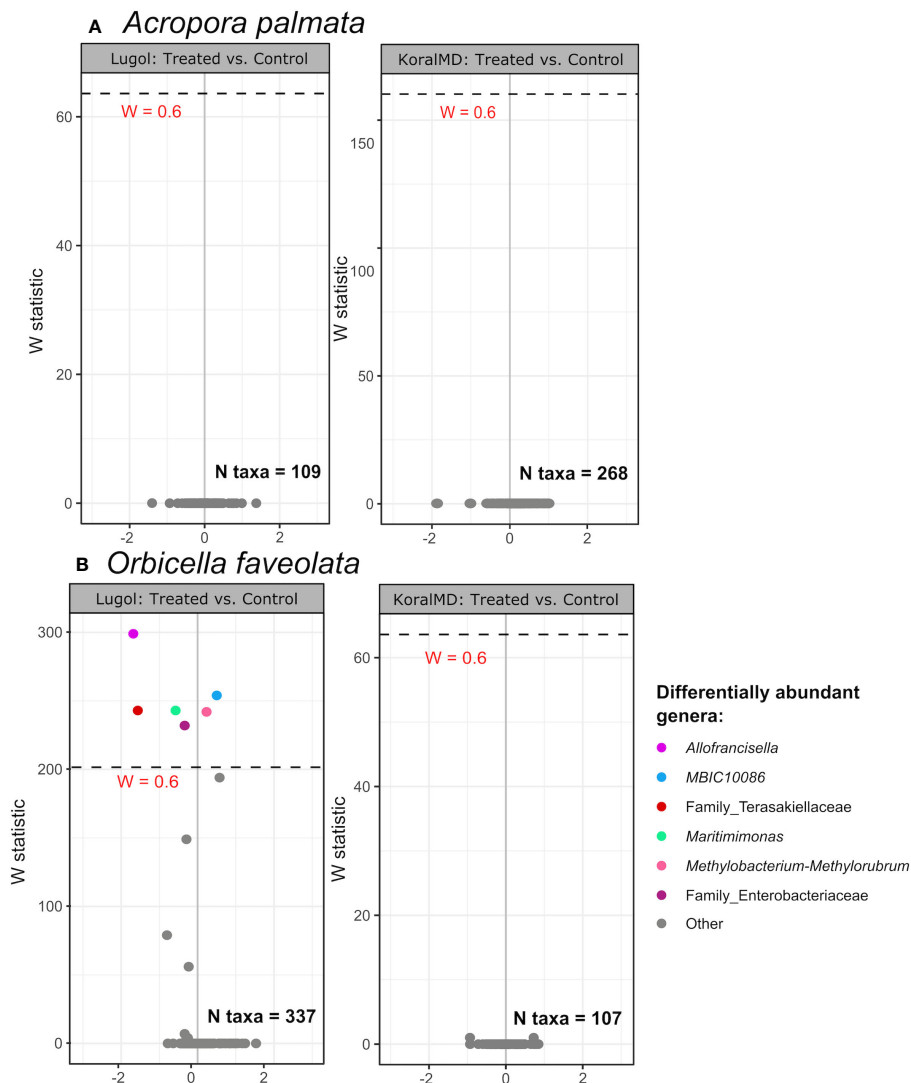 A Acropora palmata
Lugol: Treated vs. Control
KoralMD: Treated vs. Control
W = 0.6
W = 0.6
60
40
20
0
150
100
50
0
W statistic
W statistic
N taxa = 109
N taxa = 268
-2 0 2
-2 0 2
B Orbicella faveolata
Lugol: Treated vs. Control
KoralMD: Treated vs. Control
300
200
100
0
W = 0.6
W = 0.6
60
40
20
0
W statistic
W statistic
N taxa = 337
N taxa = 107
-2 0 2
-2 0 2
Differentially abundant
genera:
Allofrancisella
MBIC10086
Family_Terasakiellaceae
Maritimimonas
Methylobacterium-Methylorubrum
Family_Enterobacteriaceae
Other